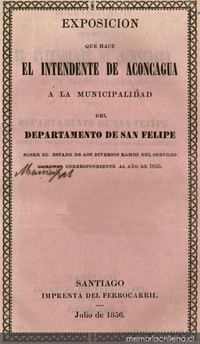 EXPOSICION
QUE HACE
EL INTENDENTE DE ACONCAGUA
A LA MUNICIPALIDAD
DEL
DEPARTAMENTO DE SAN FELIPE
SOBRE EL ESTADO DE LOS DIVERSOS RAMOS DEL SERVICIO
Municipal CORRESPONDIENTE AL AÑO DE 1855.
SANTIAGO
IMPRENTA DEL FERROCARRIL.
Julio de 1856.
memoriachilena.cl